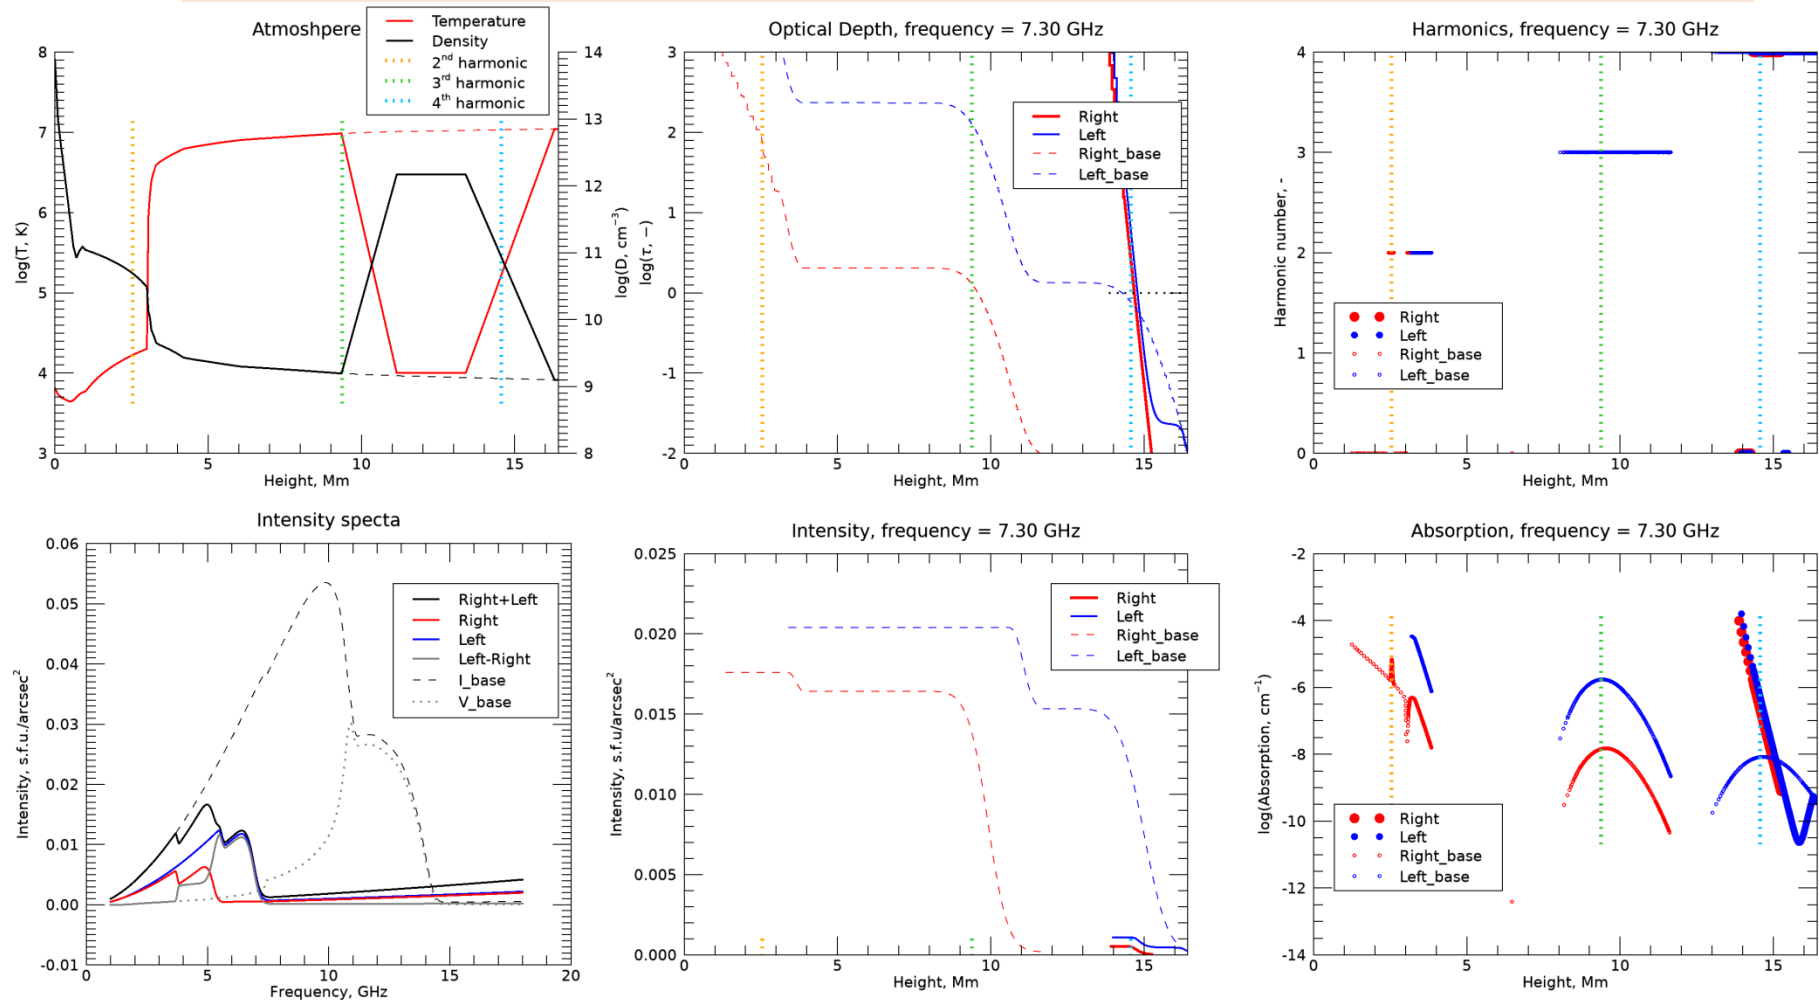 Atmoshpere
Temperature
Density
2nd harmonic
3rd harmonic
4th harmonic
8
7
6
5
4
3
log(T, K)
14
13
12
11
10
9
8
log(D, cm−3)
0
5
10
15
Height, Mm
Optical Depth, frequency = 7.30 GHz
3
2
1
0
-1
-2
log(τ, −)
Right
Left
Right_base
Left_base
0
5
10
15
Height, Mm
Harmonics, frequency = 7.30 GHz
4
3
2
1
0
Harmonic number, -
Right
Left
Right_base
Left_base
0
5
10
15
Height, Mm
Intensity specta
0.06
0.05
0.04
0.03
0.02
0.01
0.00
-0.01
Intensity, s.f.u/arcsec2
Right+Left
Right
Left
Left-Right
I_base
V_base
0
5
10
15
20
Frequency, GHz
Intensity, frequency = 7.30 GHz
0.025
0.020
0.015
0.010
0.005
0.000
Intensity, s.f.u/arcsec2
Right
Left
Right_base
Left_base
0
5
10
15
Height, Mm
Absorption, frequency = 7.30 GHz
-2
-4
-6
-8
-10
-12
-14
log(Absorption, cm−1)
Right
Left
Right_base
Left_base
0
5
10
15
Height, Mm